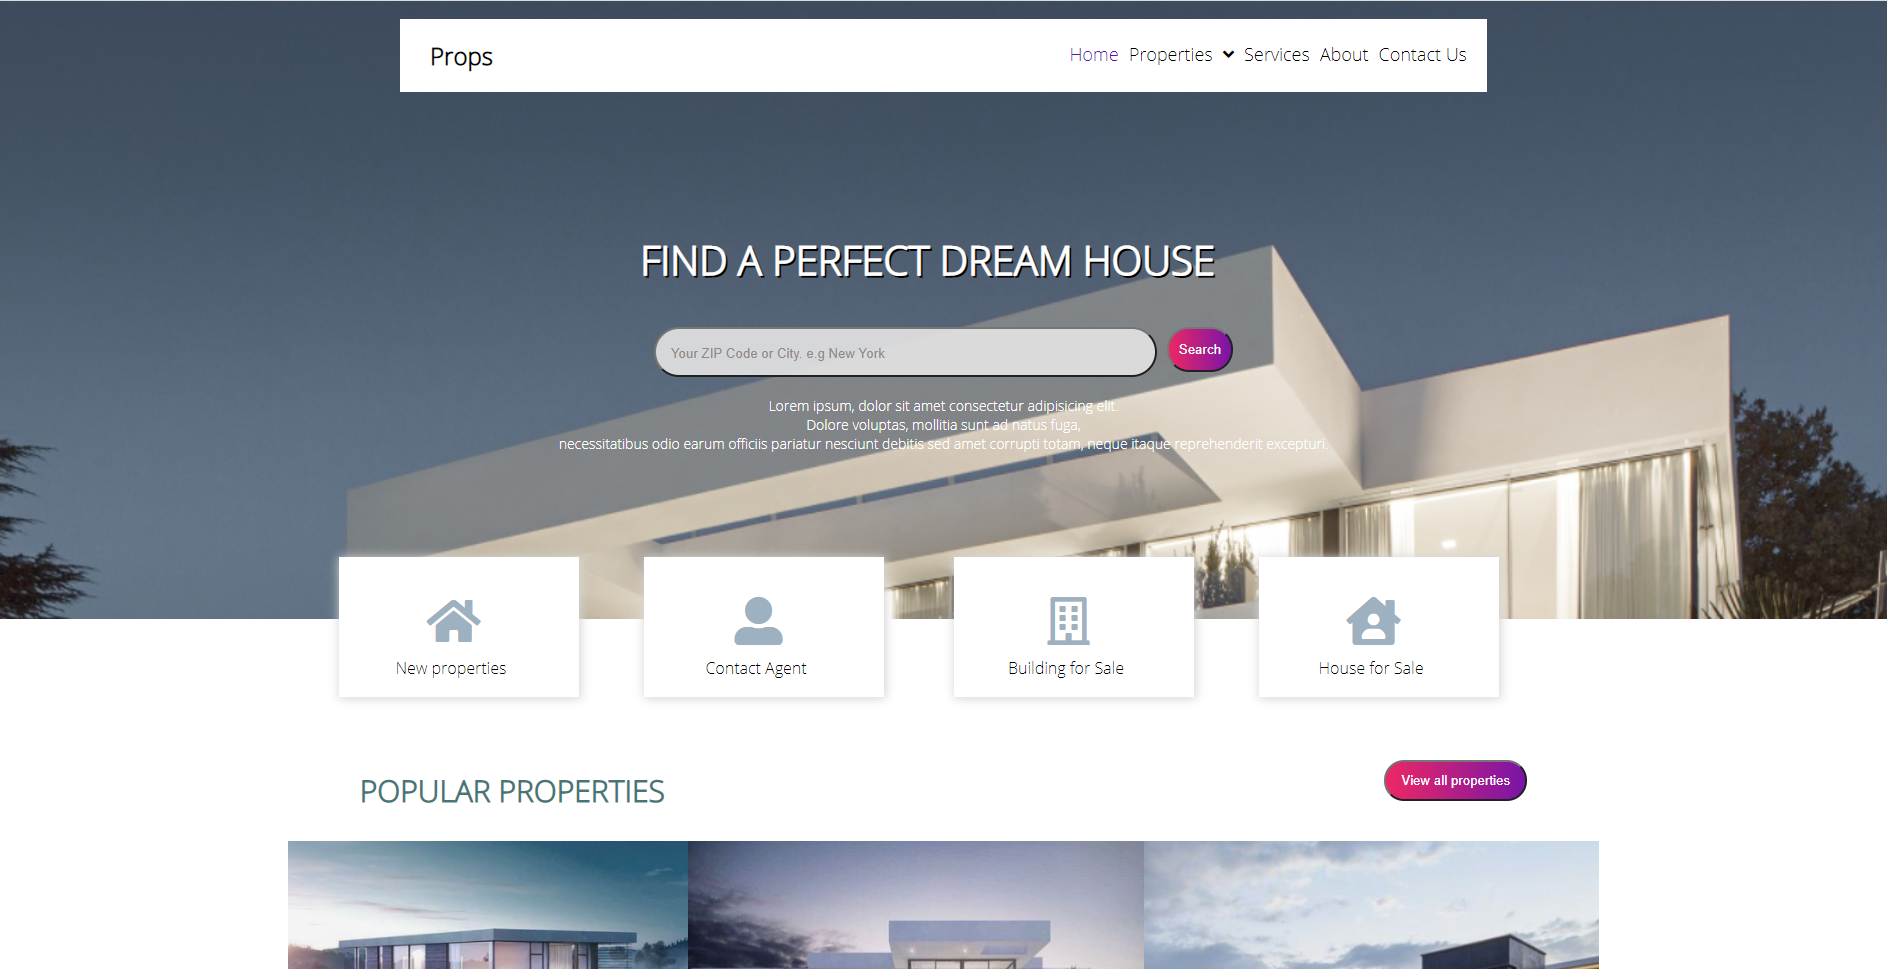 Props
Home Properties Services About Contact Us
FIND A PERFECT DREAM HOUSE
Your ZIP Code or City. e.g New York
Search
Lorem ipsum, dolor sit amet consectetur adipisicing elit.
Dolore voluptas, mollitia sunt ad natus fuga,
necessitatibus odio earum officiis pariatur nesciunt debitis sed amet corrupti totam, neque itaque reprehenderit excepturi.
New properties
Contact Agent
Building for Sale
House for Sale
POPULAR PROPERTIES
View all properties